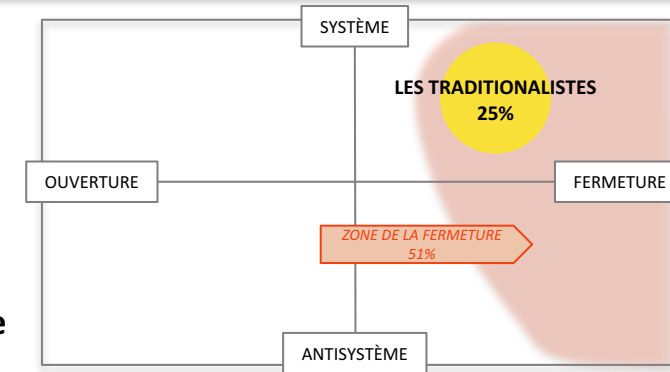 SYSTÈME
LES TRADITIONALISTES
25%
OUVERTURE
FERMETURE
ZONE DE LA FERMETURE
51%
e
ANTISYSTÈME